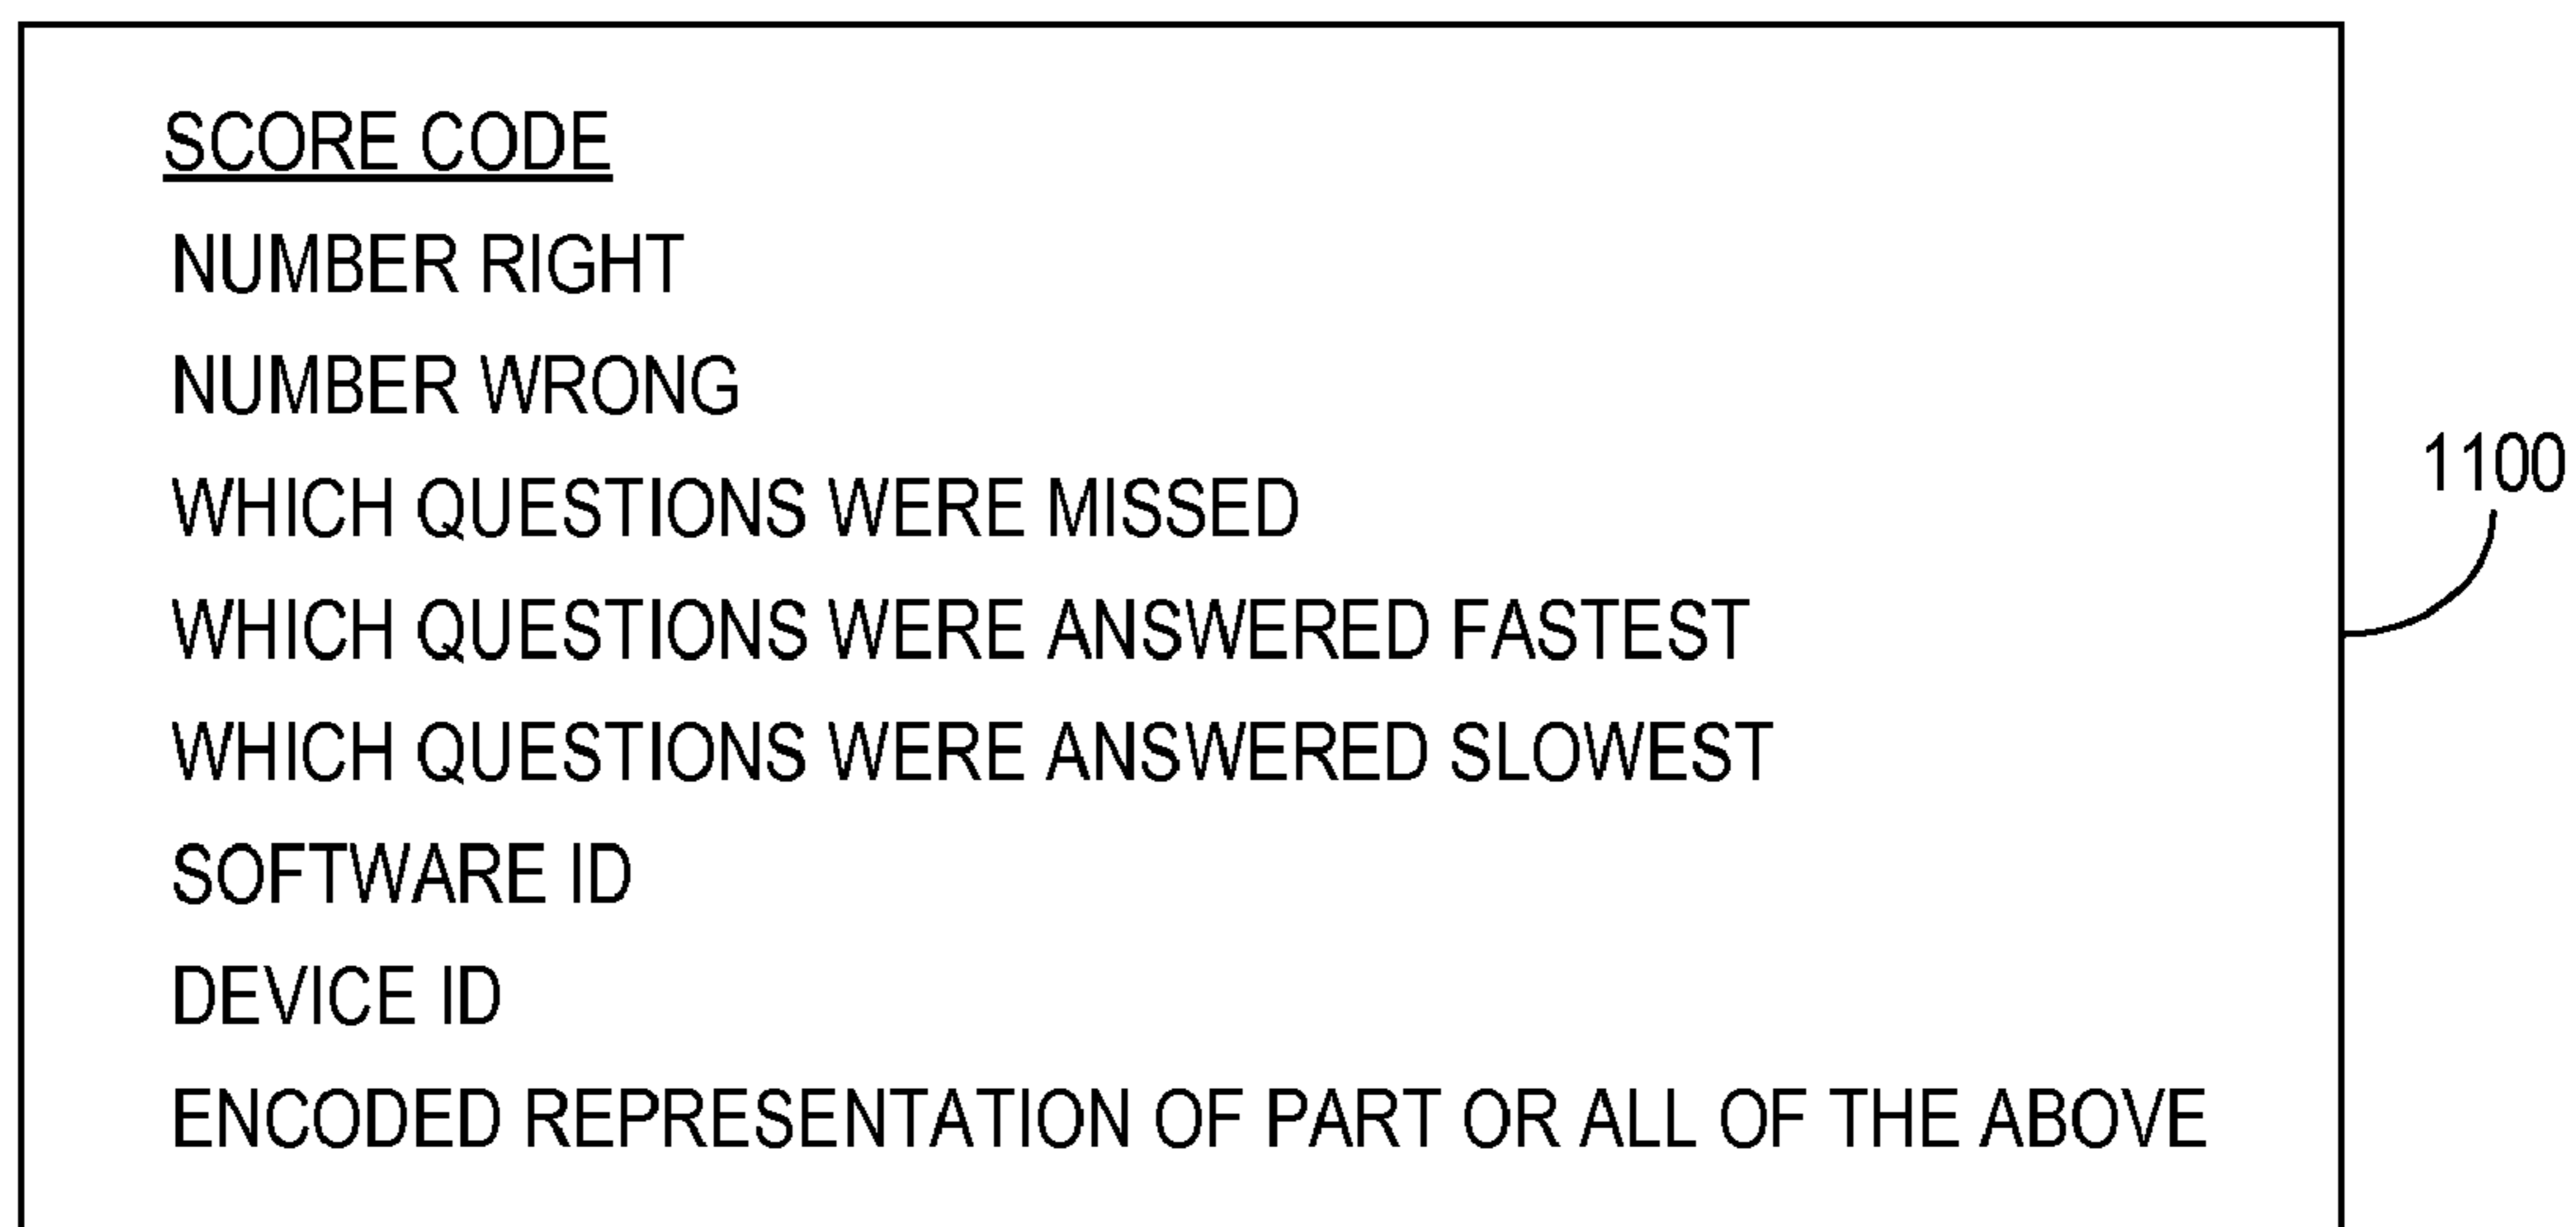 SCORE CODE
NUMBER RIGHT
NUMBER WRONG
WHICH QUESTIONS WERE MISSED
WHICH QUESTIONS WERE ANSWERED FASTEST
WHICH QUESTIONS WERE ANSWERED SLOWEST
SOFTWARE ID
DEVICE ID
ENCODED REPRESENTATION OF PART OR ALL OF THE ABOVE
1100